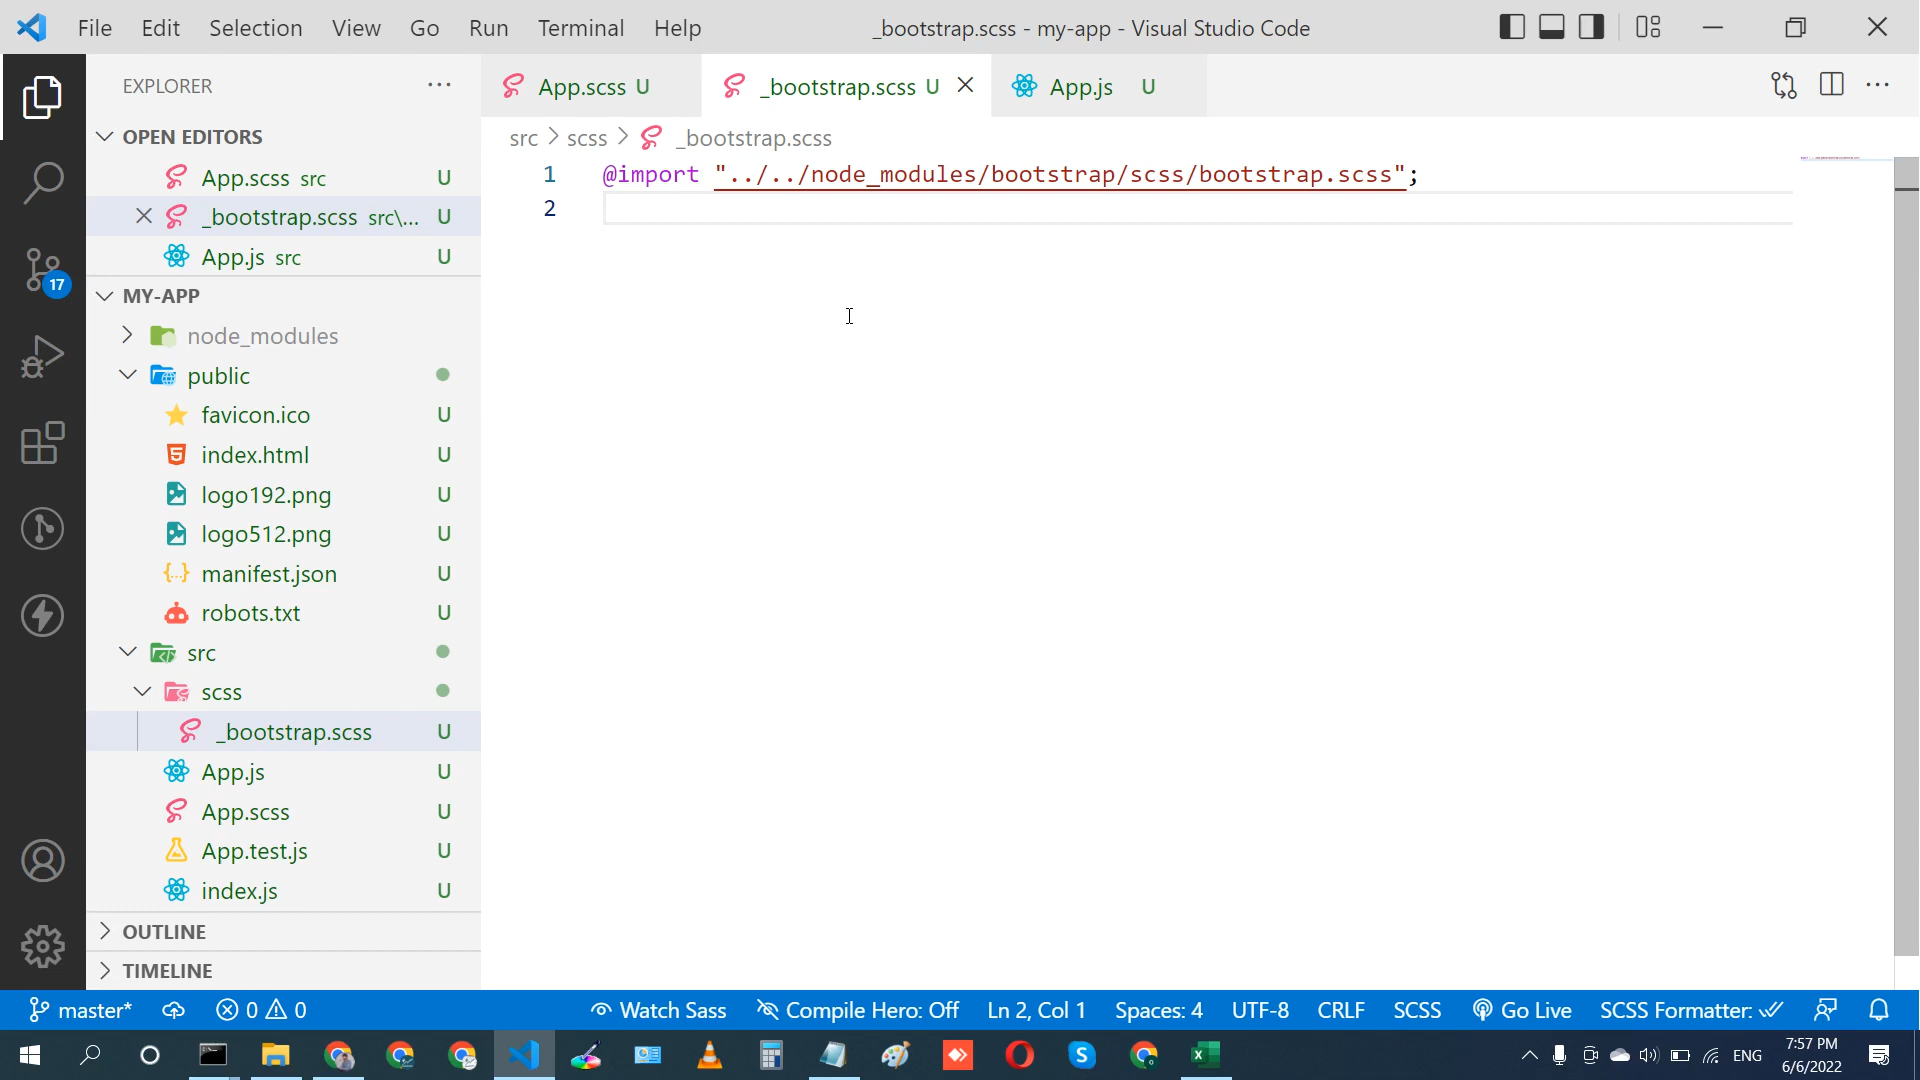 File Edit Selection View Go Run Terminal Help _bootstrap.scss - my-app - Visual Studio Code
EXPLORER
App.scss U _bootstrap.scss U App.js U
OPEN EDITORS
src scss _bootstrap.scss
App.scss src U
_bootstrap.scss src\... U
App.js src U
1 @import "../../node_modules/bootstrap/scss/bootstrap.scss";
2
17
MY-APP
node_modules
public
favicon.ico U
index.html U
logo192.png U
logo512.png U
manifest.json U
robots.txt U
src
scss
_bootstrap.scss U
App.js U
App.scss U
App.test.js U
index.js U
OUTLINE
TIMELINE
master* 0 0 Watch Sass Compile Hero: Off Ln 2, Col 1 Spaces: 4 UTF-8 CRLF SCSS Go Live SCSS Formatter:
ENG 7:57 PM
6/6/2022